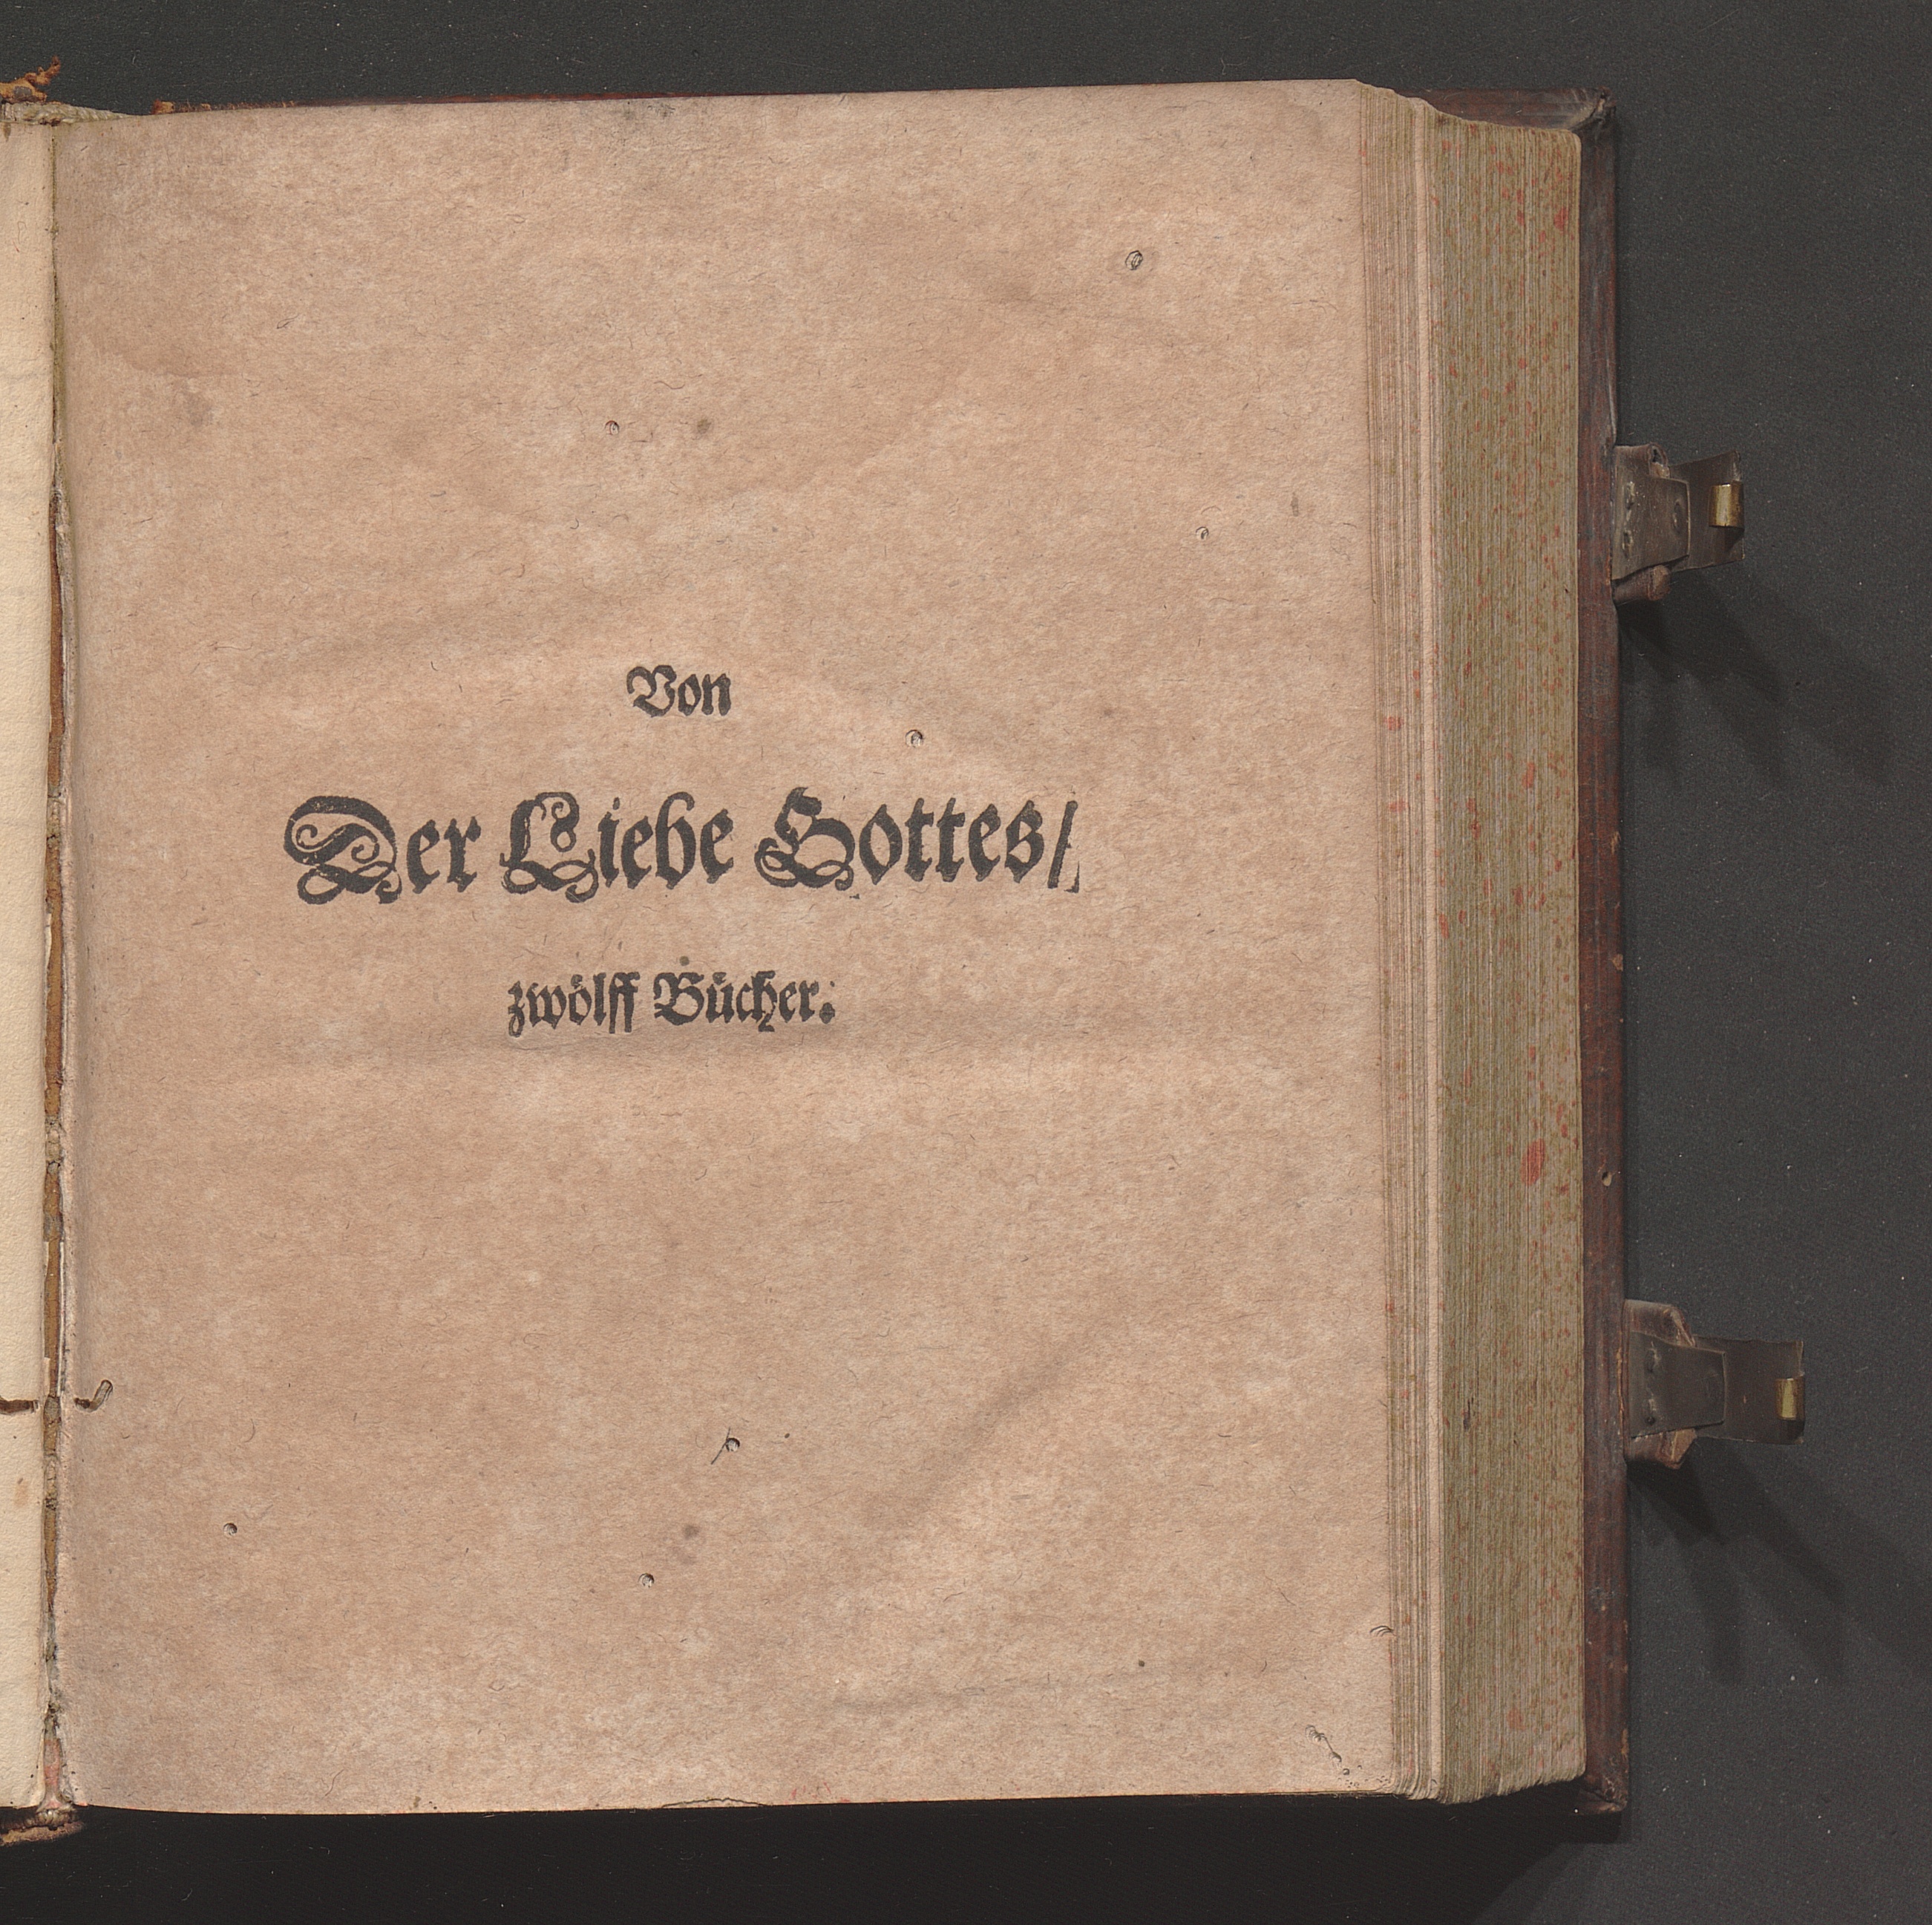 Von
Der Liebe Gottes/
zwölff Bücher.